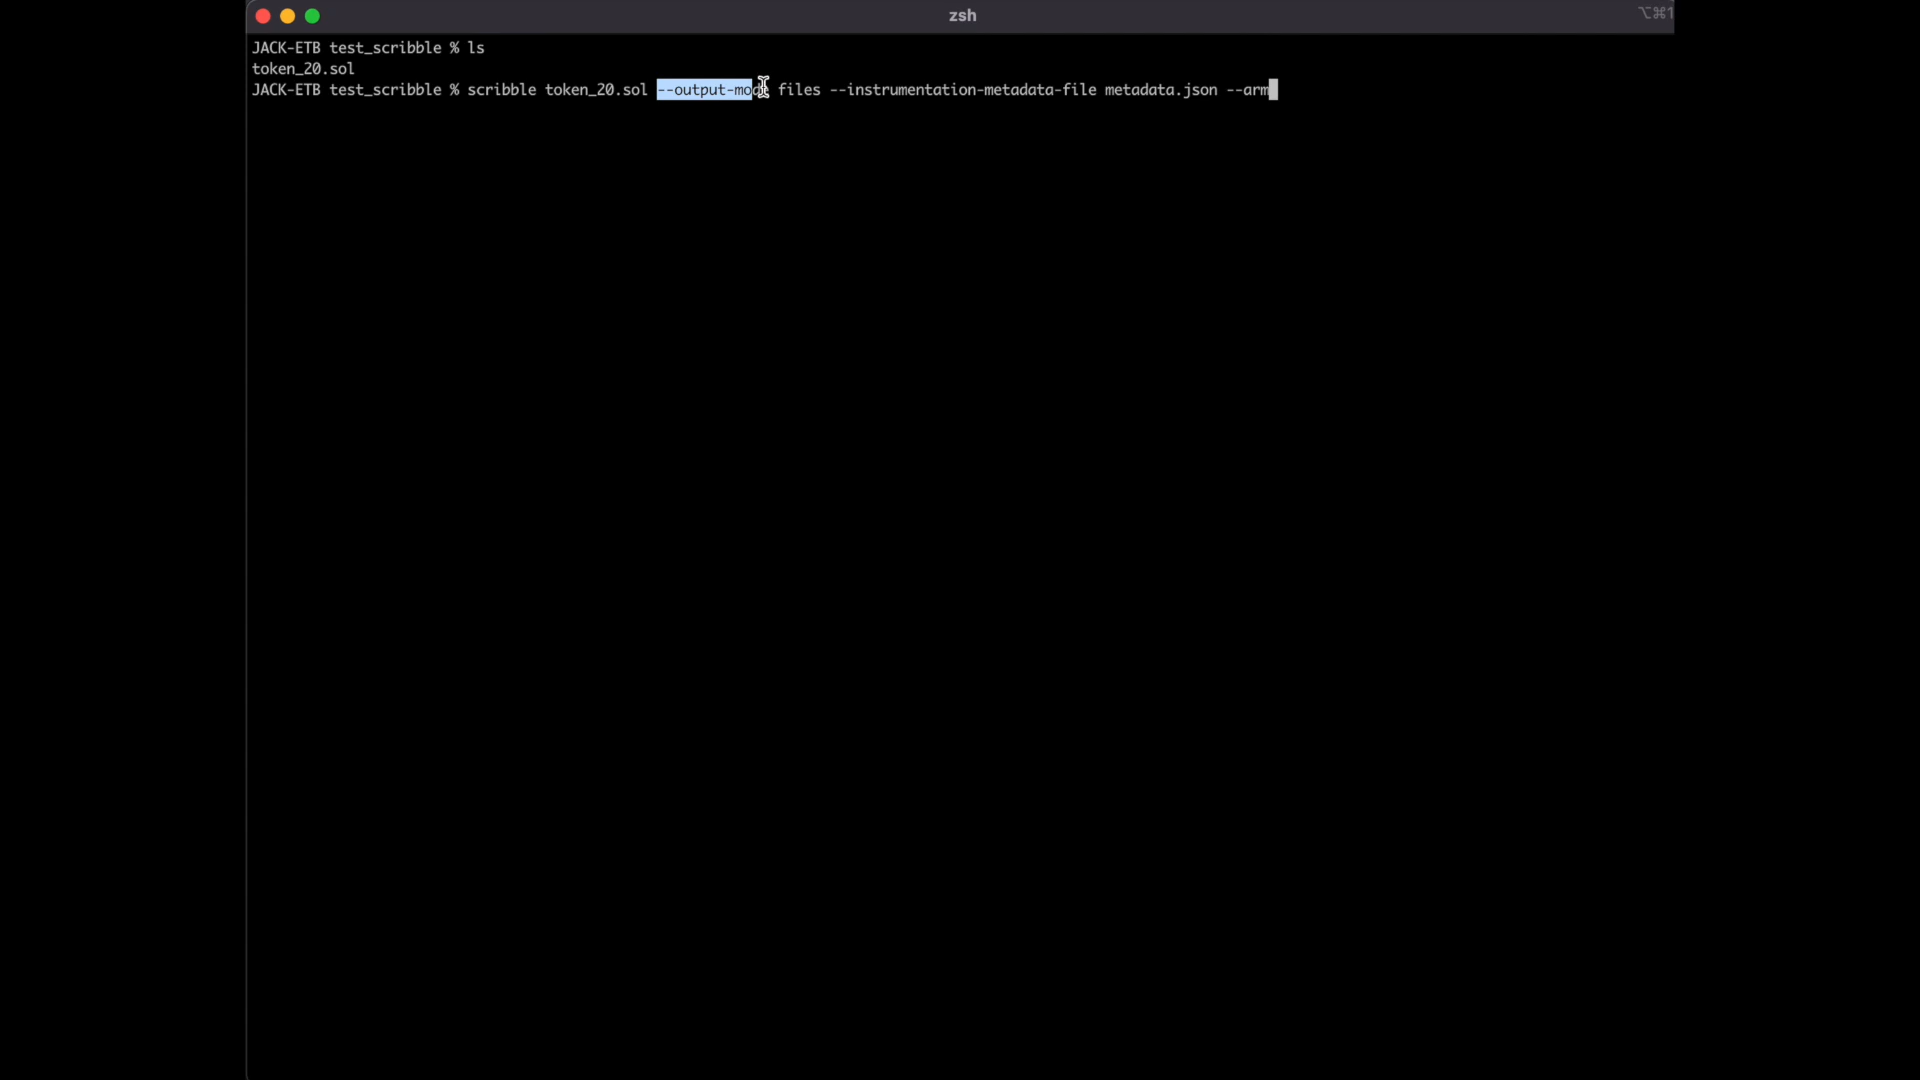 zsh
⌥⌘1
JACK-ETB test_scribble % ls
token_20.sol
JACK-ETB test_scribble % scribble token_20.sol --output-mode files --instrumentation-metadata-file metadata.json --arm